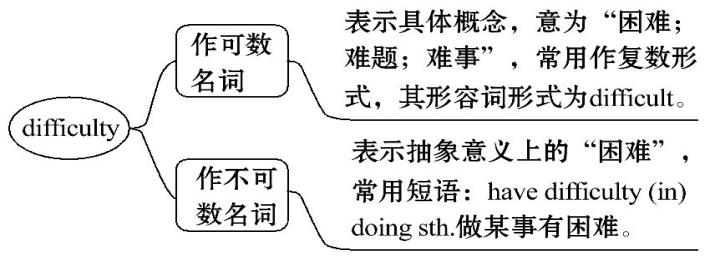 difficulty
作可数
名词
表示具体概念，意为“困难；
难题；难事”，常用作复数形
式，其形容词形式为difficult。
作不可
数名词
表示抽象意义上的“困难”，
常用短语：have difficulty (in)
doing sth.做某事有困难。